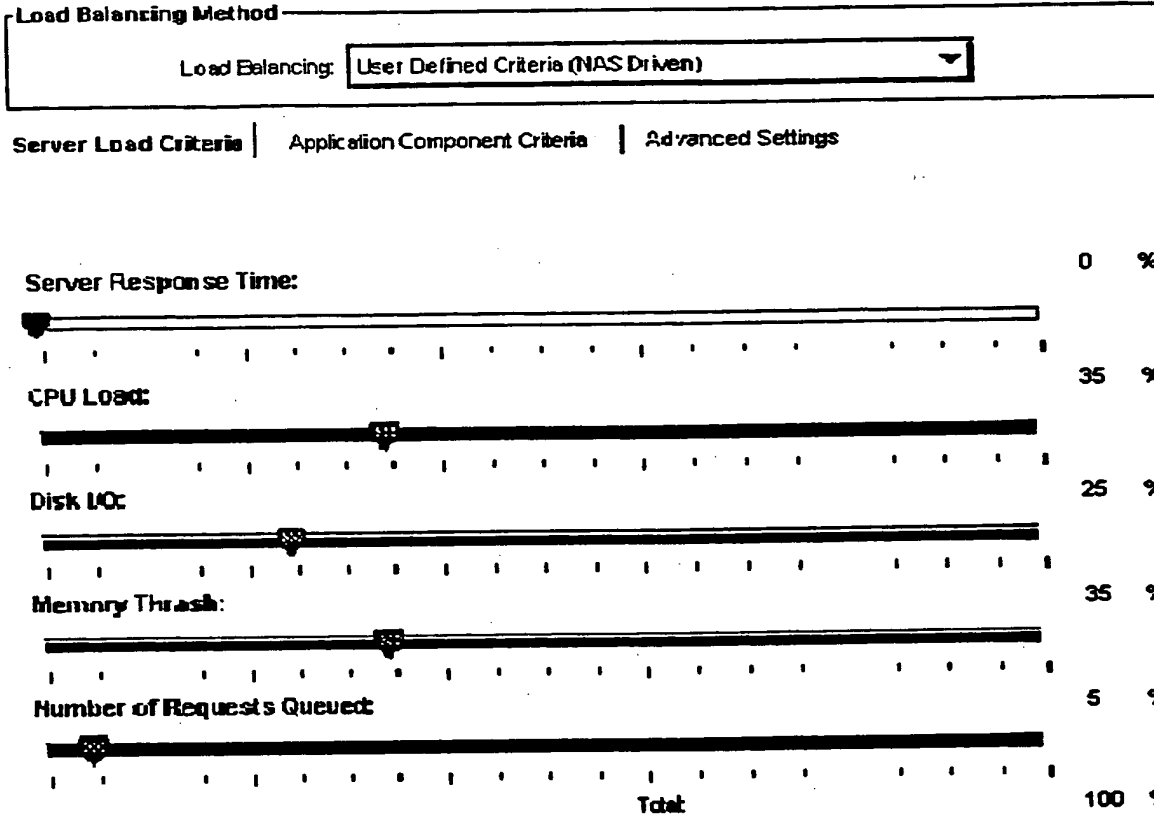 Load Balancing Method
Load Balancing: User Defined Criteria (NAS Driven)
Server Load Criteria | Application Component Criteria | Advanced Settings
0 %
Server Response Time:
35 %
CPU Load:
25 %
Disk I/O:
35 %
Memory Thrash:
5 %
Number of Requests Queued:
Total: 100 %